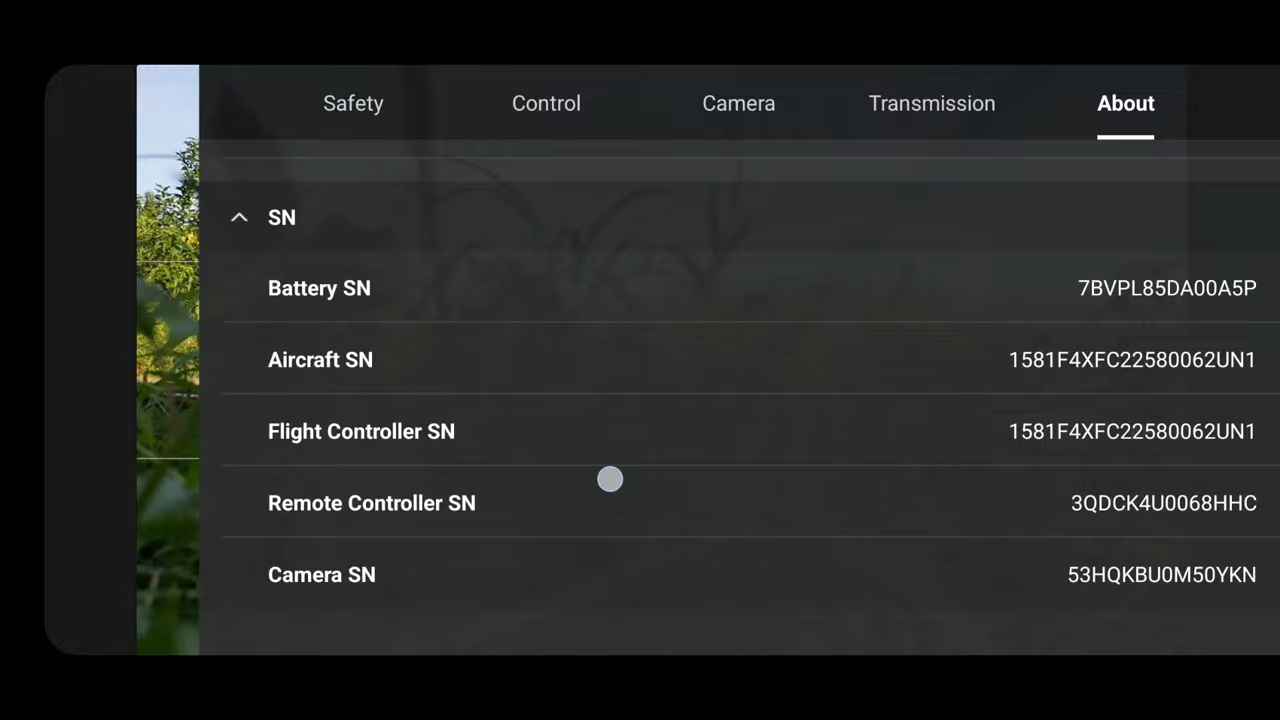 Safety Control Camera Transmission About
SN
Battery SN 7BVPL85DA00A5P
Aircraft SN 1581F4XFC22580062UN1
Flight Controller SN 1581F4XFC22580062UN1
Remote Controller SN 3QDCK4U0068HHC
Camera SN 53HQKBU0M50YKN